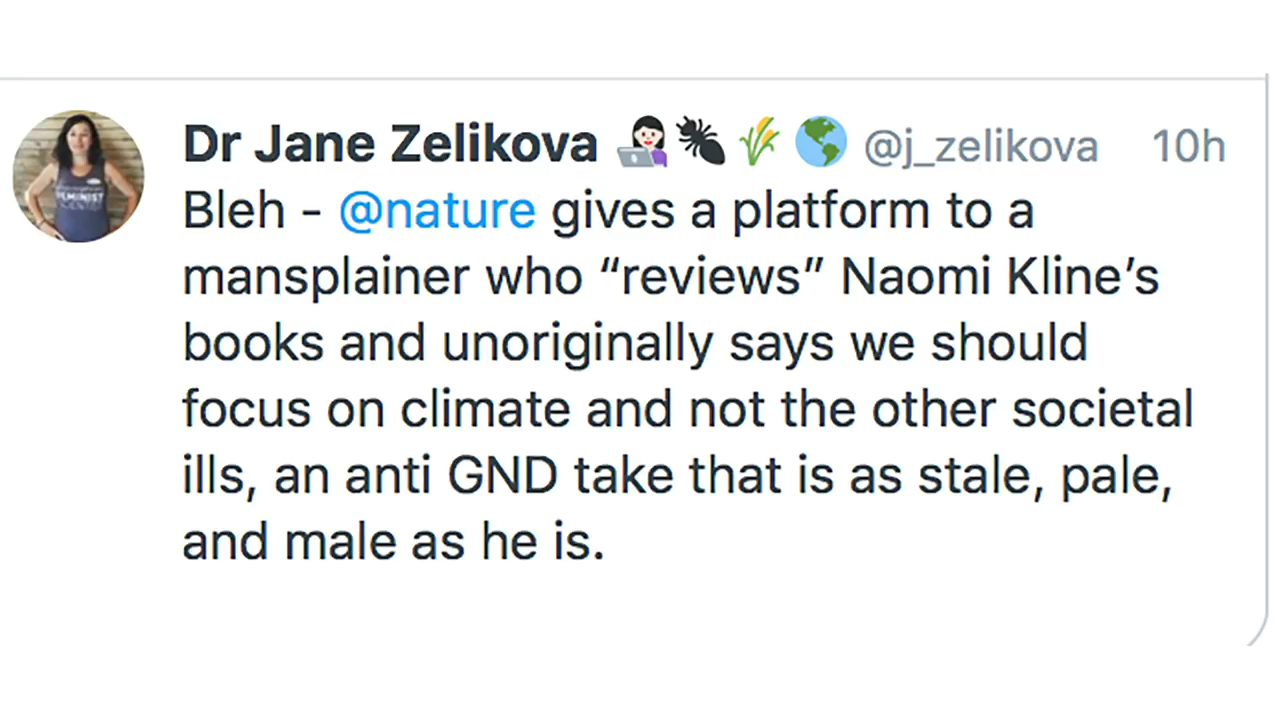 Dr Jane Zelikova 👩🏻‍💻🐜🌾🌎 @j_zelikova 10h
Bleh - @nature gives a platform to a
mansplainer who “reviews” Naomi Kline’s
books and unoriginally says we should
focus on climate and not the other societal
ills, an anti GND take that is as stale, pale,
and male as he is.
FEMINIST